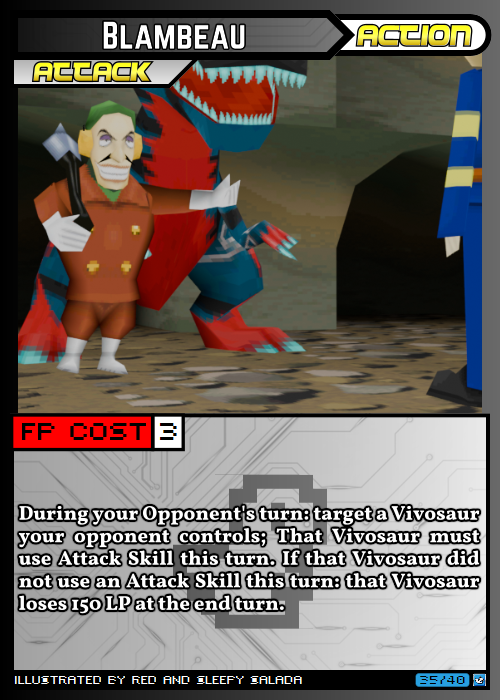 BLAMBEAU
ACTION
ATTACK
FP COST 3
During your Opponent's turn: target a Vivosaur
your opponent controls; That Vivosaur must
use Attack Skill this turn. If that Vivosaur did
not use an Attack Skill this turn: that Vivosaur
loses 150 LP at the end turn.
ILLUSTRATED BY RED AND SLEEPY SALADA
35/40